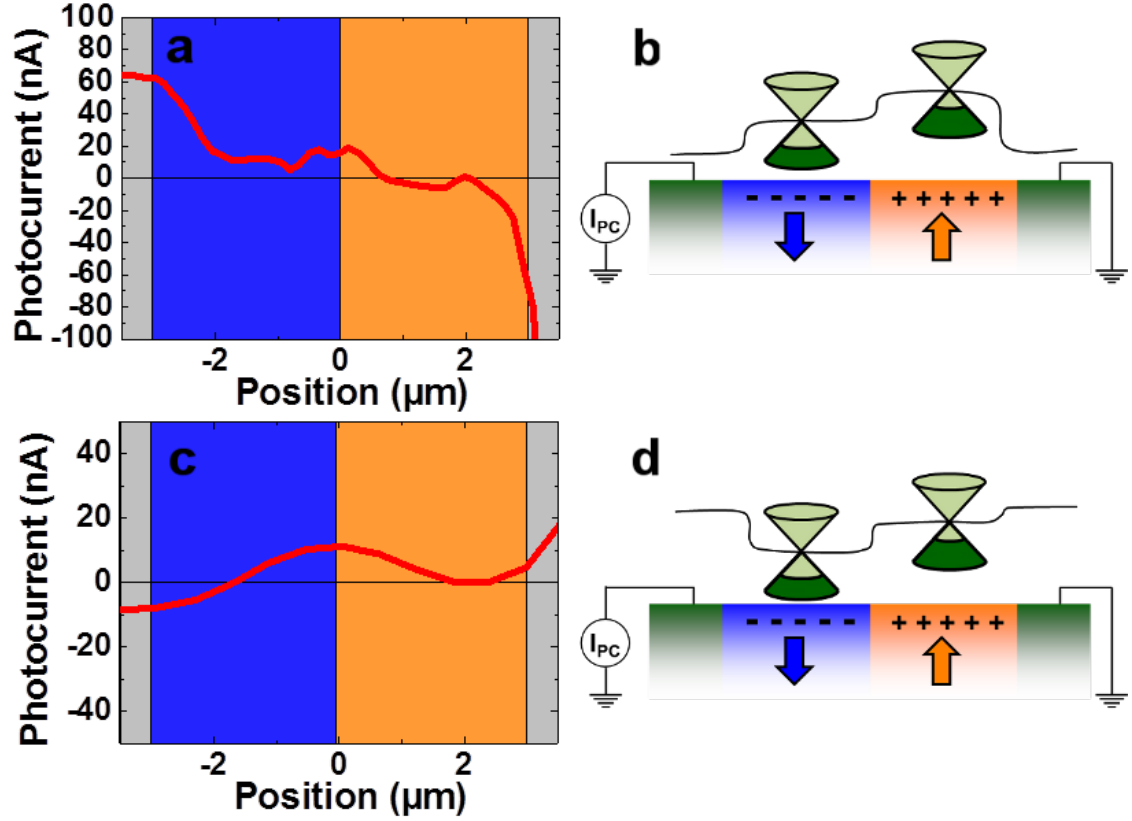 a
Photocurrent (nA)
100
80
60
40
20
0
-20
-40
-60
-80
-100
-2
0
2
Position (μm)
b
I_PC
- - - - -
+ + + + +
c
Photocurrent (nA)
40
20
0
-20
-40
-2
0
2
Position (μm)
d
I_PC
- - - - -
+ + + + +